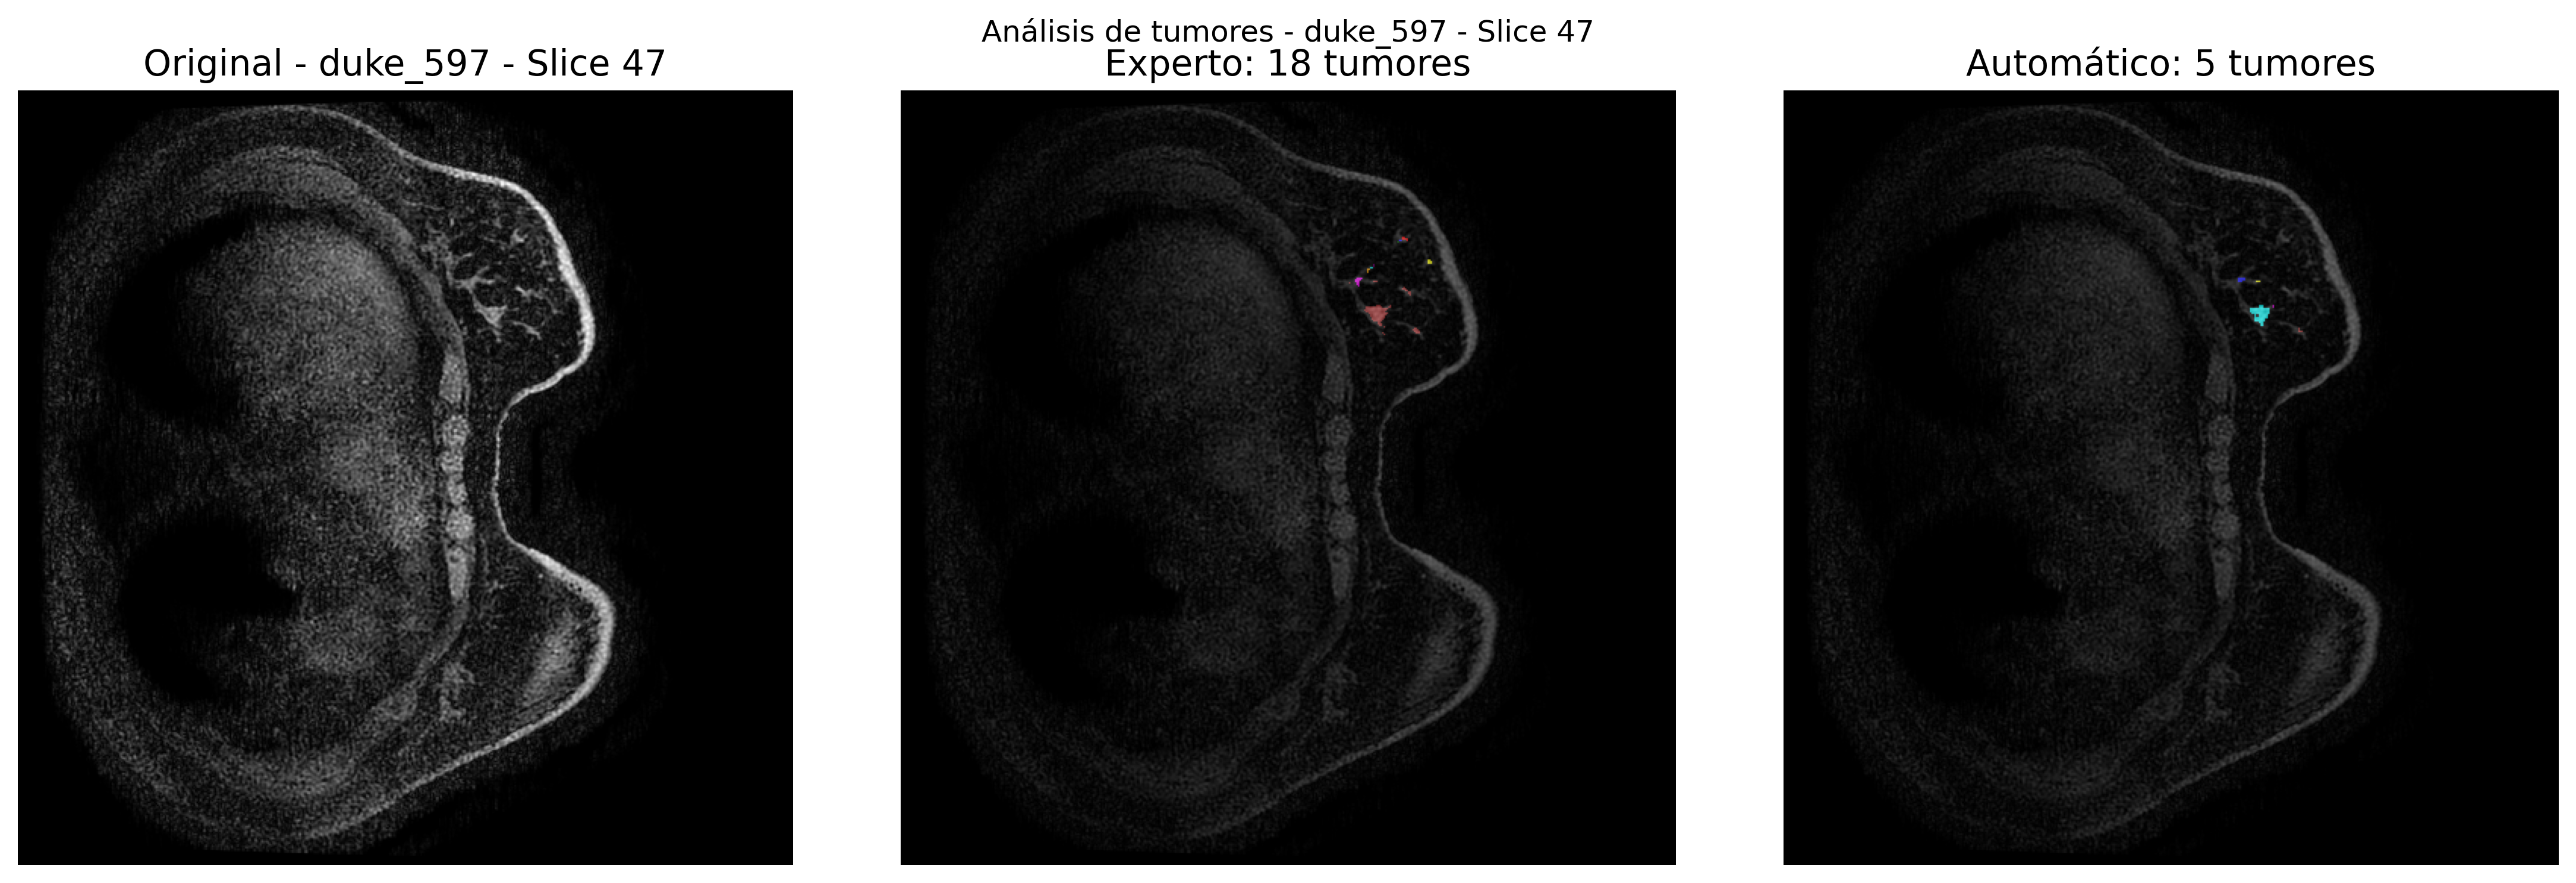 Análisis de tumores - duke_597 - Slice 47
Original - duke_597 - Slice 47
Experto: 18 tumores
Automático: 5 tumores